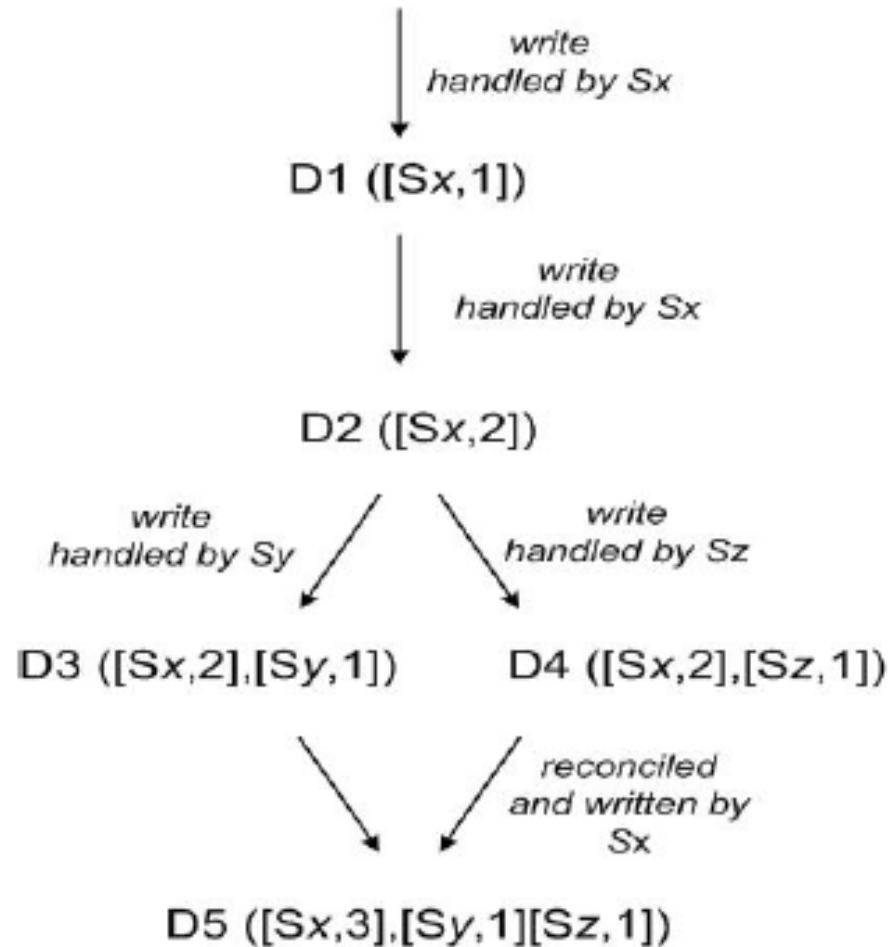 write
handled by Sx
D1 ([Sx,1])
write
handled by Sx
D2 ([Sx,2])
write
handled by Sy
write
handled by Sz
D3 ([Sx,2],[Sy,1])
D4 ([Sx,2],[Sz,1])
reconciled
and written by
Sx
D5 ([Sx,3],[Sy,1][Sz,1])